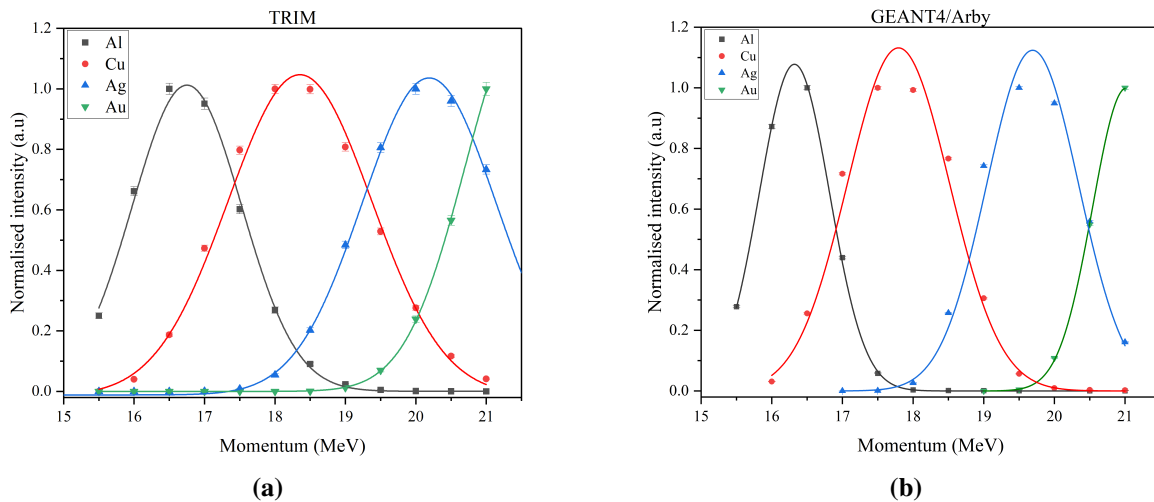 TRIM
Normalised intensity (a.u)
1.2
1.0
0.8
0.6
0.4
0.2
0.0
Al
Cu
Ag
Au
15 16 17 18 19 20 21
Momentum (MeV)
(a)
GEANT4/Arby
Normalised intensity (a.u)
1.2
1.0
0.8
0.6
0.4
0.2
0.0
Al
Cu
Ag
Au
15 16 17 18 19 20 21
Momentum (MeV)
(b)